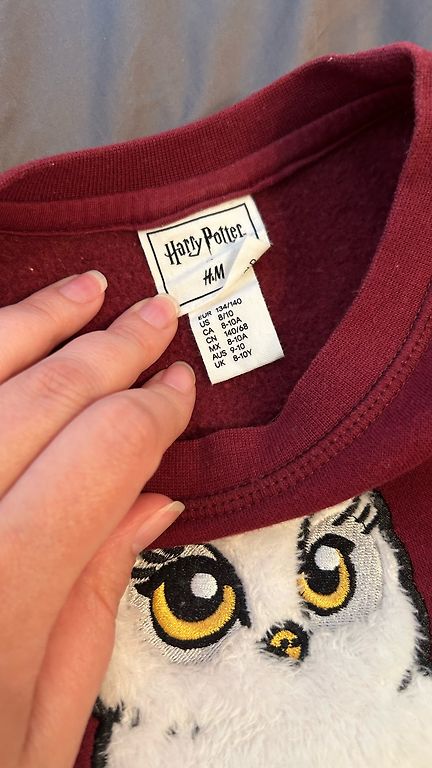 Harry Potter
H&M
EUR 134/140
US 8/10
CA 8-10A
CN 140/68
MX 8-10A
AUS 9-10
UK 8-10Y